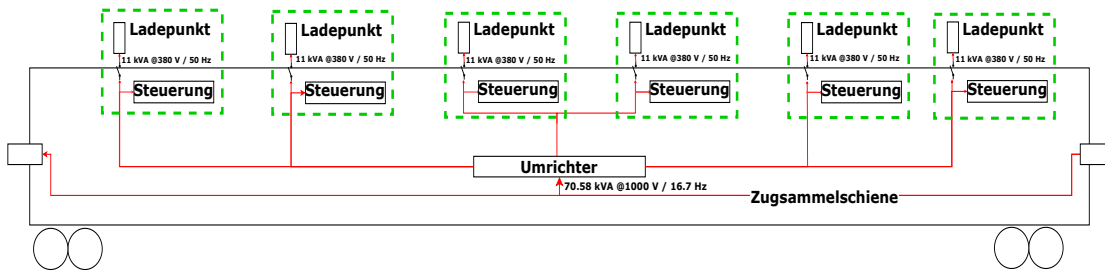 Ladepunkt
11 kVA @380 V / 50 Hz
Steuerung
Ladepunkt
11 kVA @380 V / 50 Hz
Steuerung
Ladepunkt
11 kVA @380 V / 50 Hz
Steuerung
Ladepunkt
11 kVA @380 V / 50 Hz
Steuerung
Ladepunkt
11 kVA @380 V / 50 Hz
Steuerung
Ladepunkt
11 kVA @380 V / 50 Hz
Steuerung
Umrichter
70.58 kVA @1000 V / 16.7 Hz
Zugsammelschiene